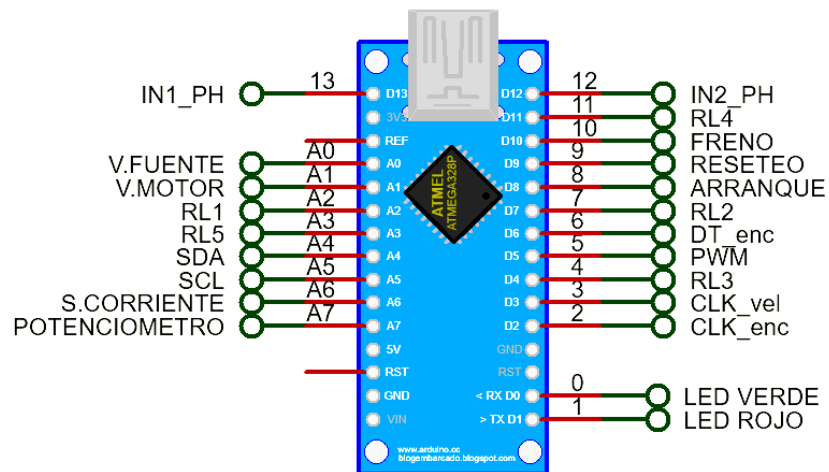 IN1_PH 13 D13 D12 12 IN2_PH
3V3 D11 11 RL4
REF D10 10 FRENO
V.FUENTE A0 A0 D9 9 RESETEO
V.MOTOR A1 A1 D8 8 ARRANQUE
RL1 A2 A2 D7 7 RL2
RL5 A3 A3 D6 6 DT_enc
SDA A4 A4 D5 5 PWM
SCL A5 A5 D4 4 RL3
S.CORRIENTE A6 A6 D3 3 CLK_vel
POTENCIOMETRO A7 A7 D2 2 CLK_enc
5V GND
RST RST
GND < RX D0 0 LED VERDE
VIN > TX D1 1 LED ROJO
ATMEL
ATMEGA328P
www.arduino.cc
blogembarcado.blogspot.com